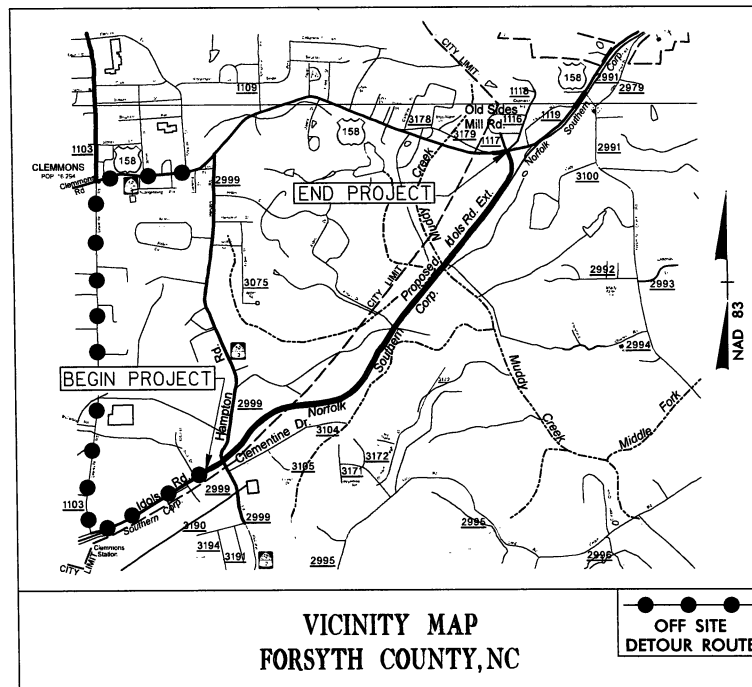 CITY LIMIT
Corp.
158
2991
2979
1109
1118
Old Sides
Mill Rd.
1116
1119
Southern
3178
3179
1117
158
1103
158
CLEMMONS
Clemmons
Rd
2999
Creek
Muddy
Norfolk
2991
3100
END PROJECT
Proposed Idols Rd. Ext.
CITY LIMIT
3075
2992
2993
NAD 83
Southern
Corp.
2994
Rd.
BEGIN PROJECT
Hampton
2999
Norfolk
Clementine Dr.
3104
Muddy
Creek
Middle
Fork
3105
3172
3171
Idols Rd.
2999
1103
Southern Corp.
3190
2999
Clemmons
Station
CITY LIMIT
3194
3191
2995
2995
2996
VICINITY MAP
FORSYTH COUNTY, NC
OFF SITE
DETOUR ROUTE